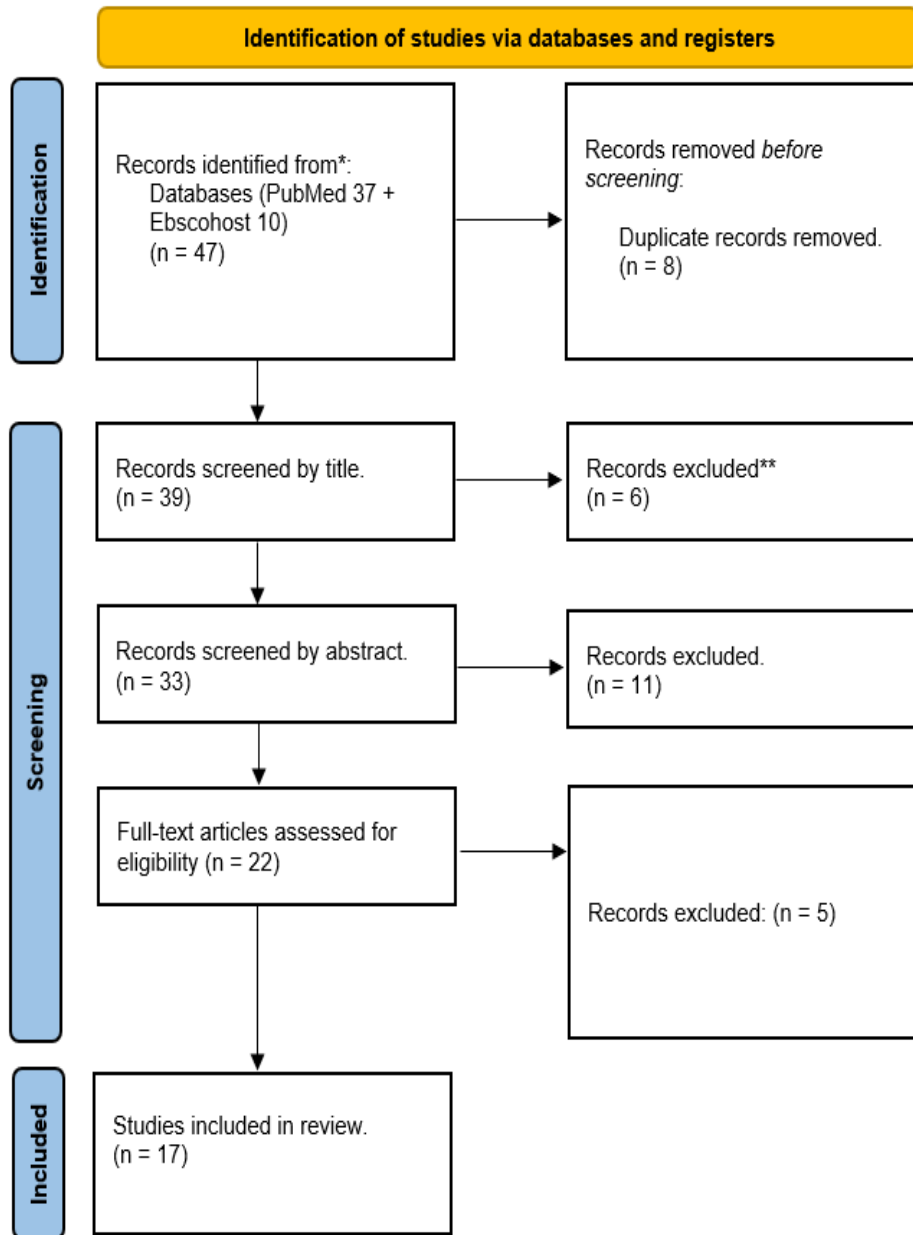 Identification of studies via databases and registers
Identification
Records identified from*:
Databases (PubMed 37 +
Ebscohost 10)
(n = 47)
Records removed before
screening:
Duplicate records removed.
(n = 8)
Screening
Records screened by title.
(n = 39)
Records excluded**
(n = 6)
Records screened by abstract.
(n = 33)
Records excluded.
(n = 11)
Full-text articles assessed for
eligibility (n = 22)
Records excluded: (n = 5)
Included
Studies included in review.
(n = 17)